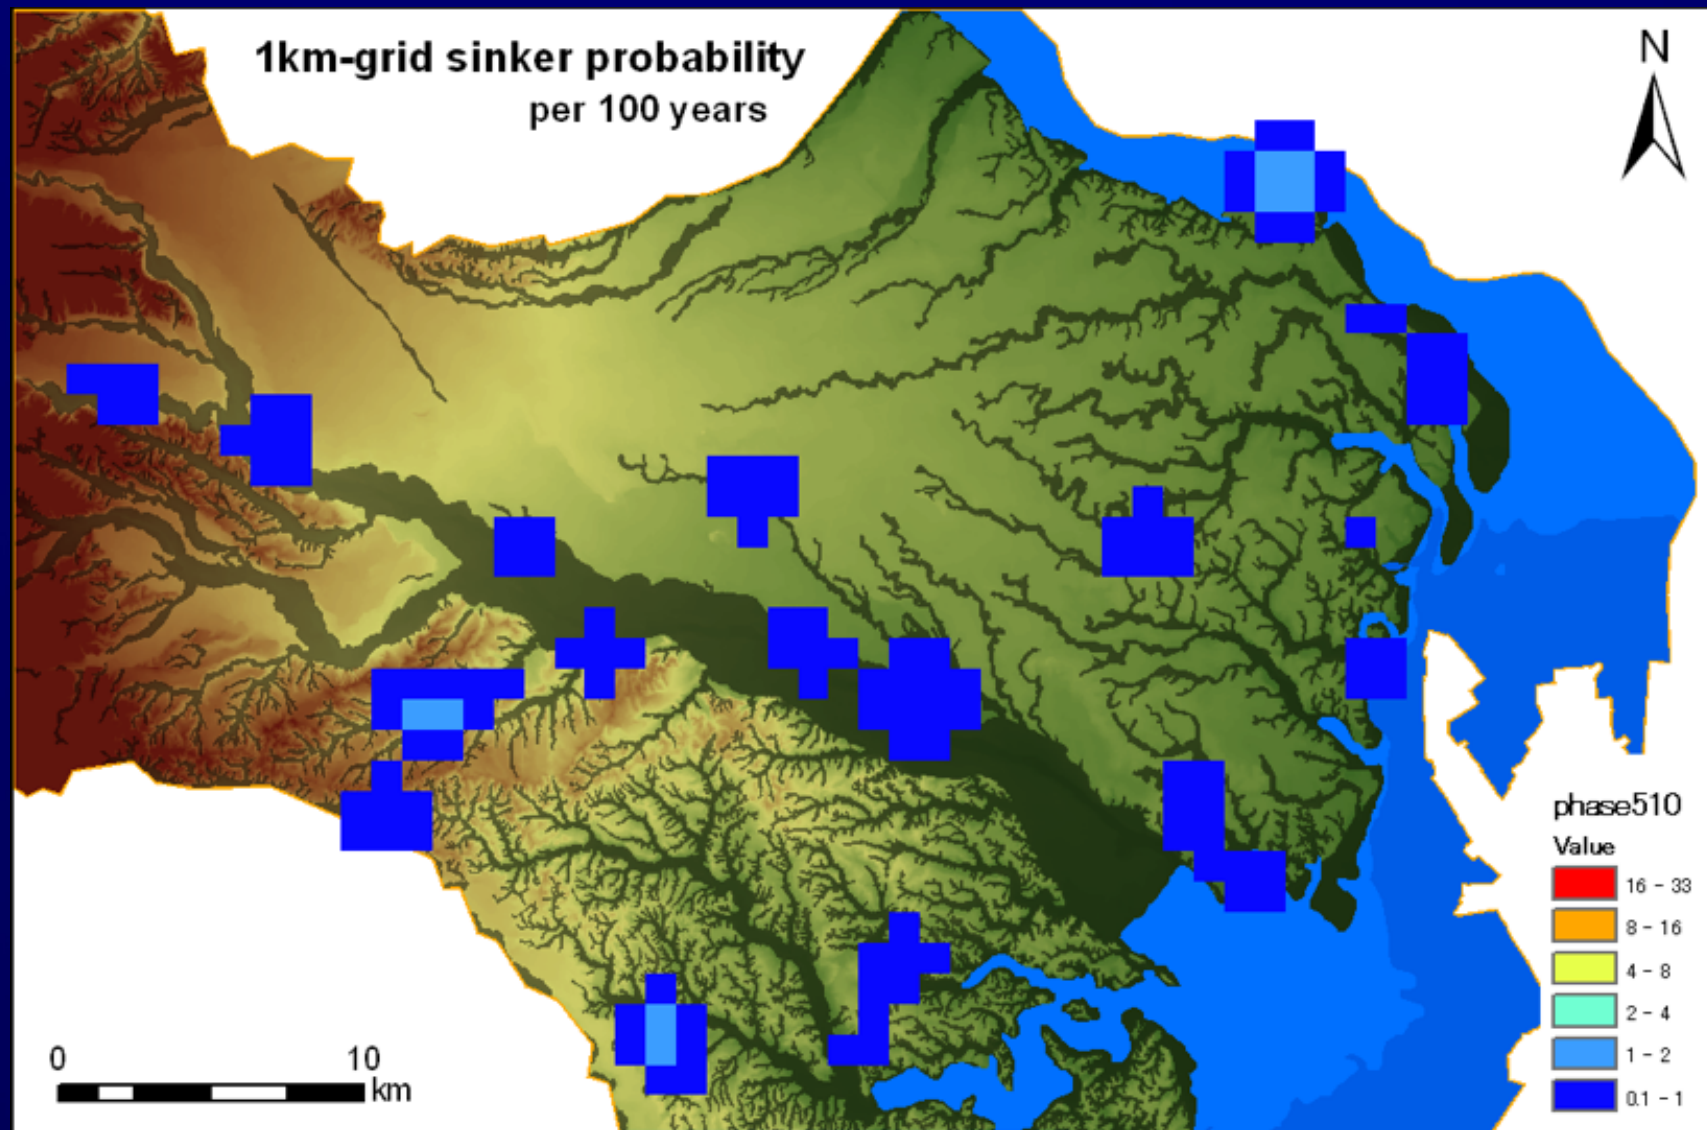 1km-grid sinker probability
per 100 years
N
phase510
Value
16 - 33
8 - 16
4 - 8
2 - 4
1 - 2
0.1 - 1
0 10
km